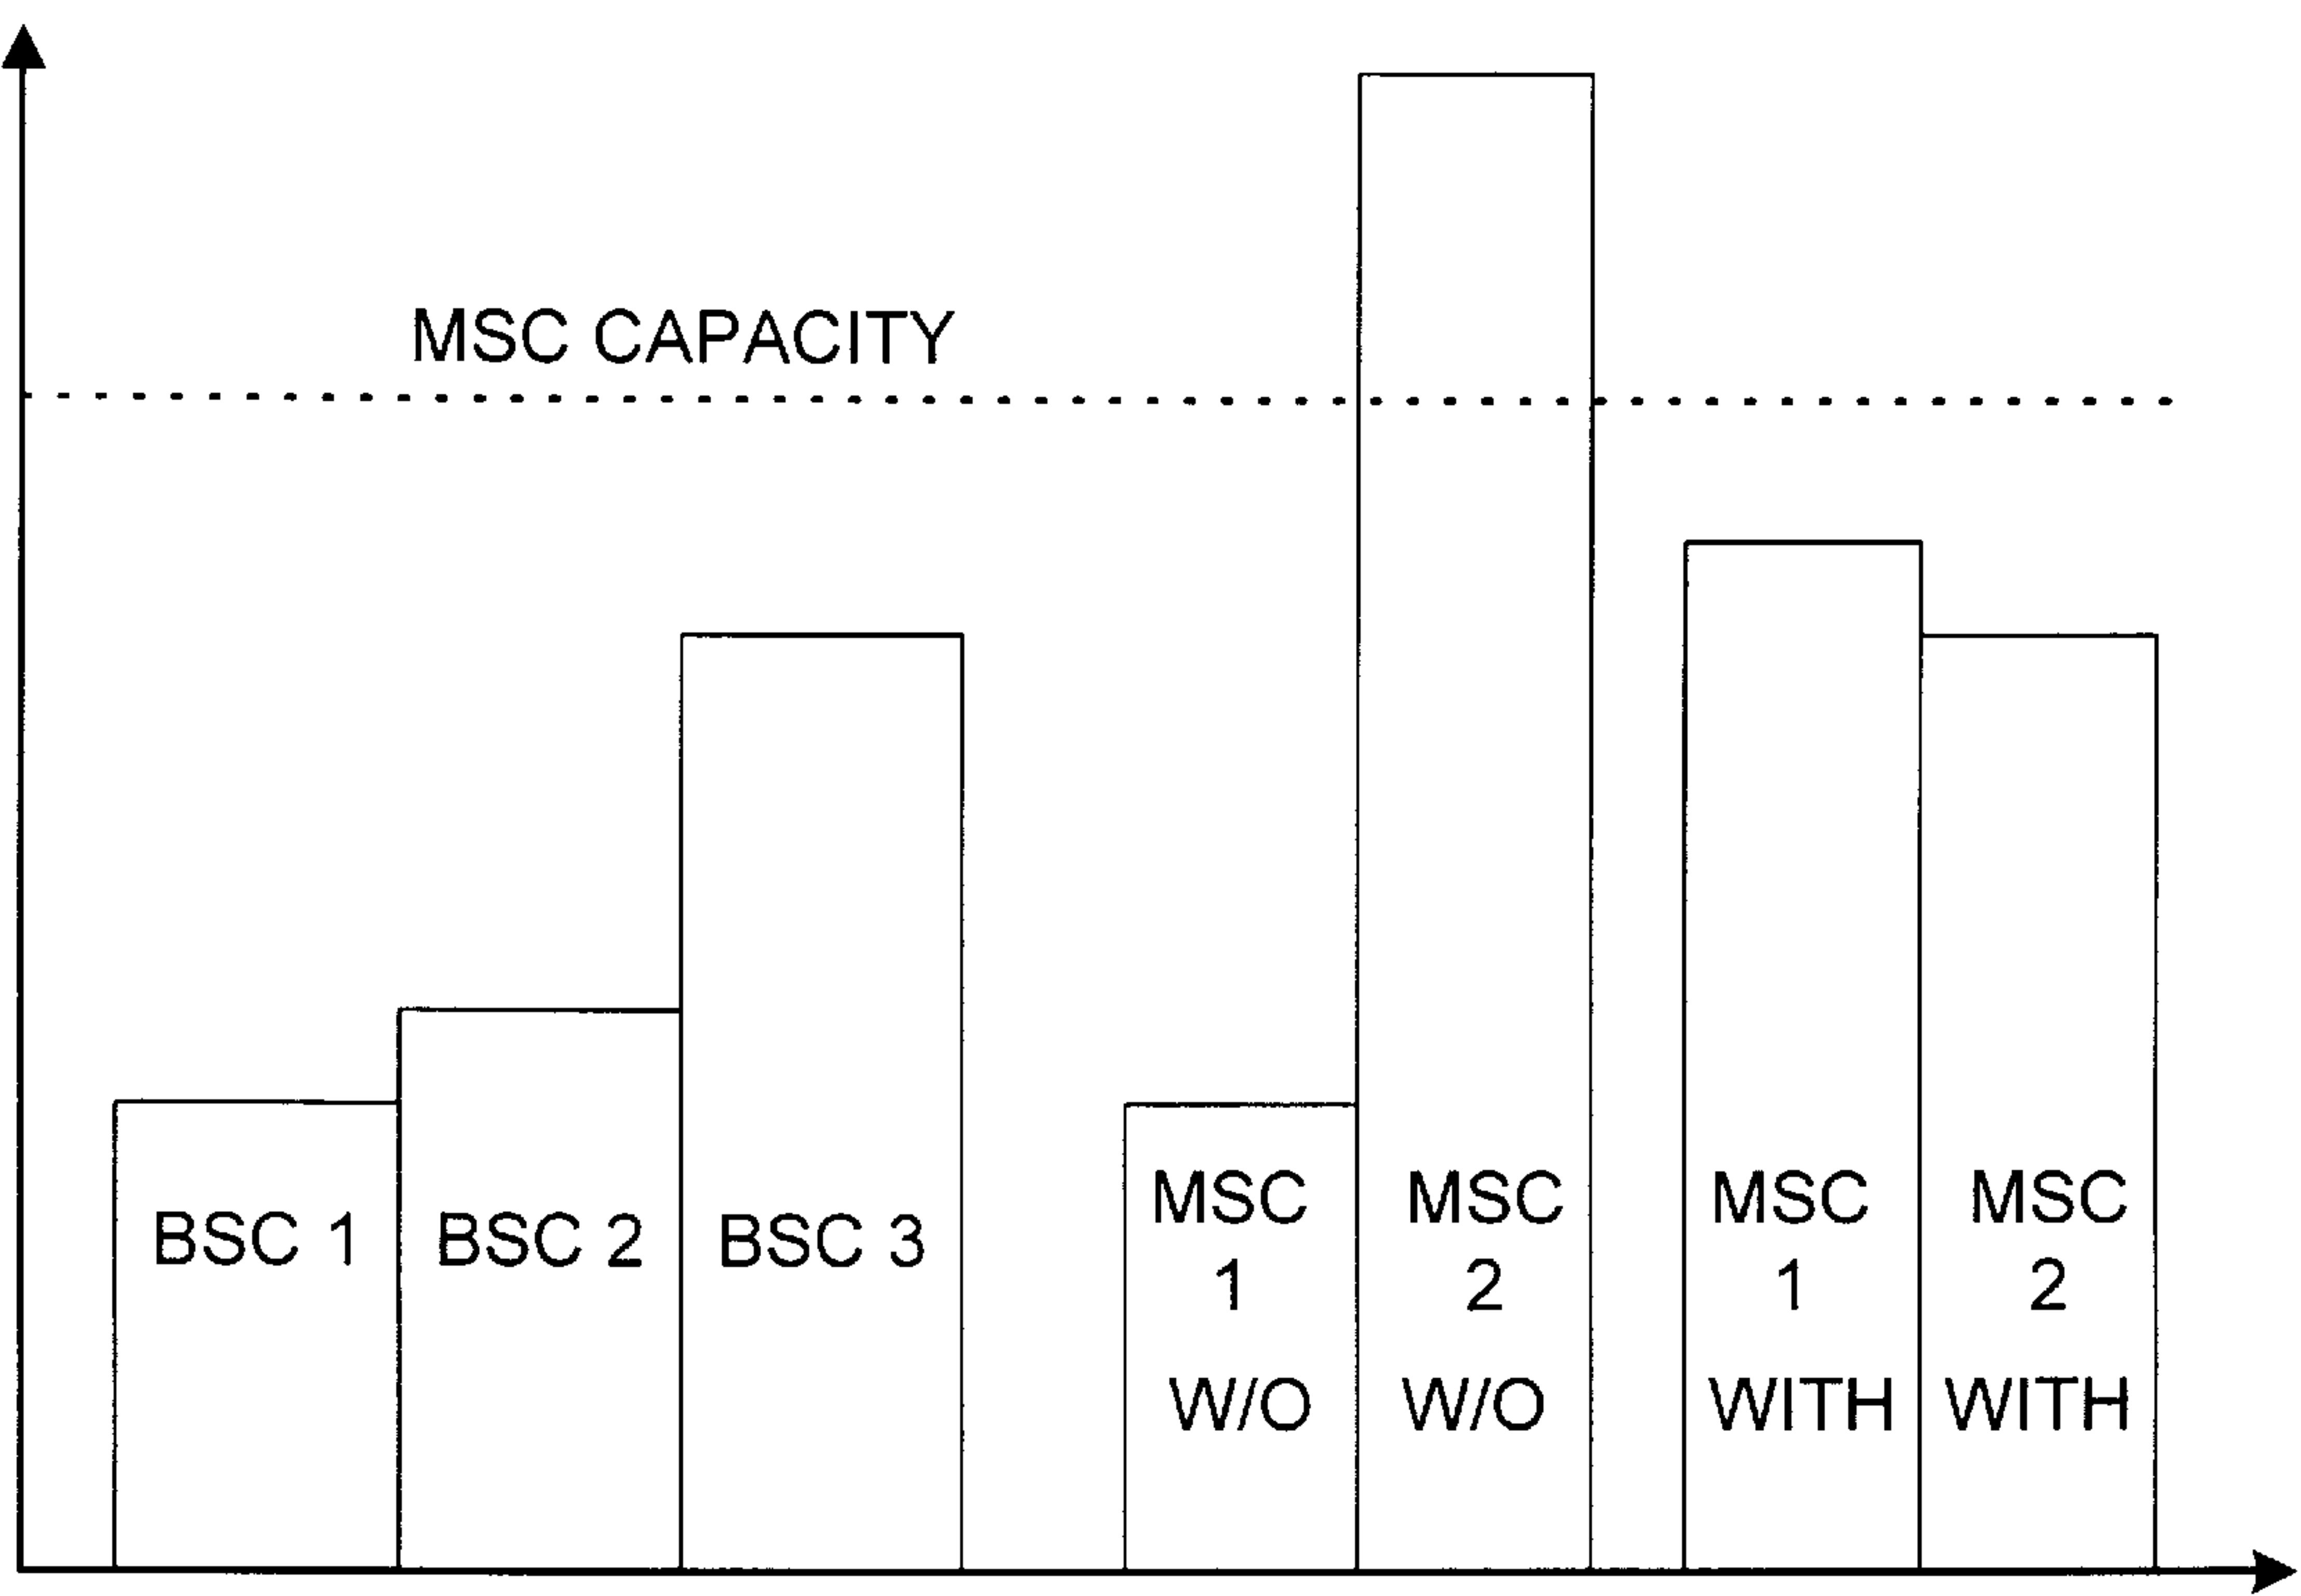 MSC CAPACITY
BSC 1
BSC 2
BSC 3
MSC
1
W/O
MSC
2
W/O
MSC
1
WITH
MSC
2
WITH